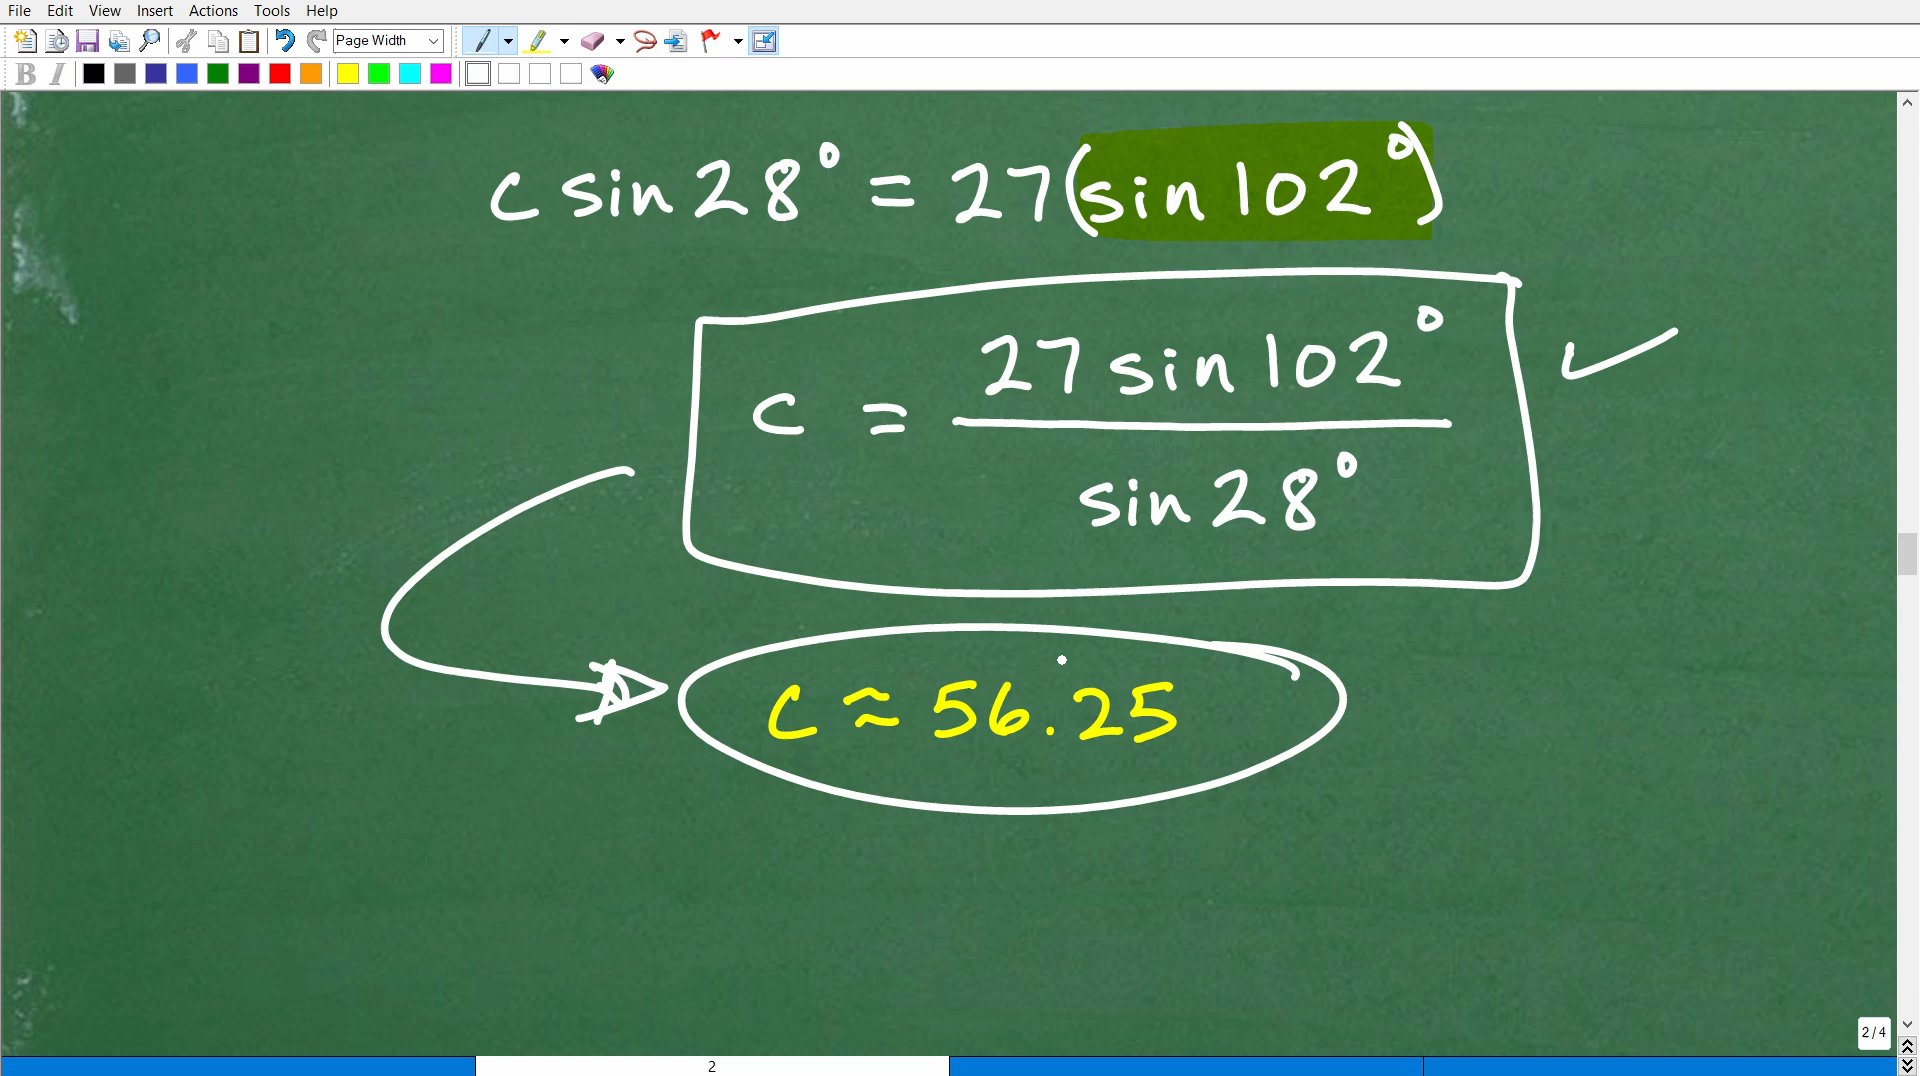 File Edit View Insert Actions Tools Help
Page Width
B I
c sin 28° = 27(sin 102°)
c = 27 sin 102°
sin 28°
c ≈ 56.25
2 / 4
2